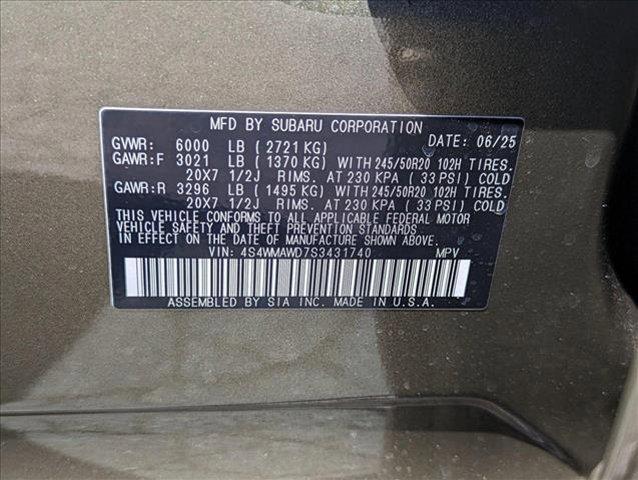 MFD BY SUBARU CORPORATION
GVWR: 6000 LB ( 2721 KG) DATE: 06/25
GAWR:F 3021 LB ( 1370 KG) WITH 245/50R20 102H TIRES.
20X7 1/2J RIMS. AT 230 KPA ( 33 PSI) COLD
GAWR:R 3296 LB ( 1495 KG) WITH 245/50R20 102H TIRES.
20X7 1/2J RIMS. AT 230 KPA ( 33 PSI) COLD
THIS VEHICLE CONFORMS TO ALL APPLICABLE FEDERAL MOTOR
VEHICLE SAFETY AND THEFT PREVENTION STANDARDS
IN EFFECT ON THE DATE OF MANUFACTURE SHOWN ABOVE.
VIN: 4S4WMAWD7S3431740 MPV
ASSEMBLED BY SIA INC. MADE IN U.S.A.